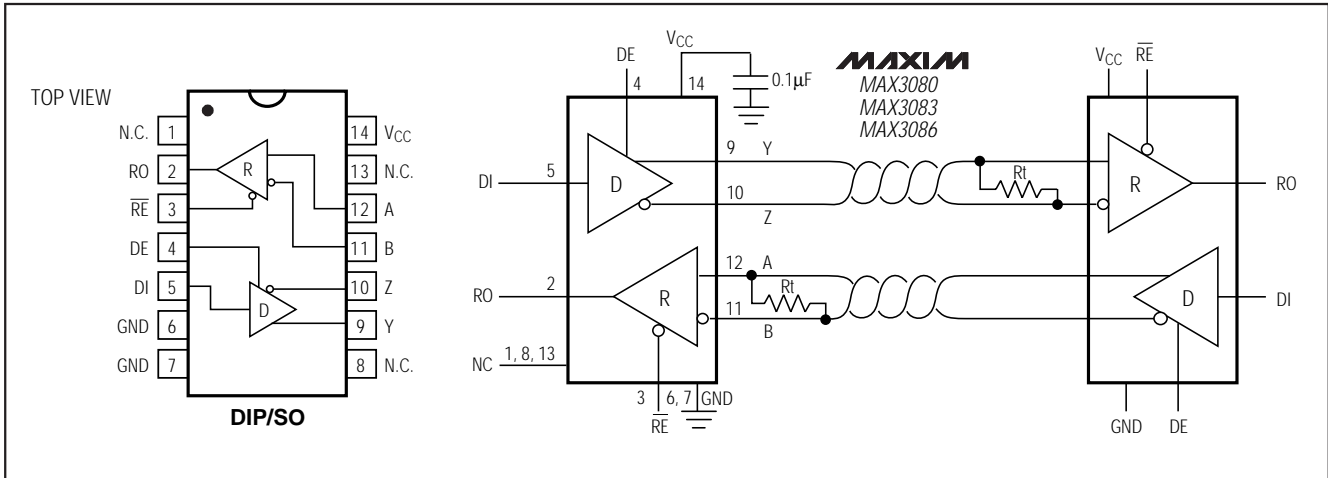 TOP VIEW
N.C. 1
RO 2
RE 3
DE 4
DI 5
GND 6
GND 7
14 VCC
13 N.C.
12 A
11 B
10 Z
9 Y
8 N.C.
R
D
DIP/SO
DE
4
VCC
14
0.1µF
MAXIM
MAX3080
MAX3083
MAX3086
VCC
RE
DI 5
D
9 Y
10
Z
Rt
R
RO
RO 2
R
12 A
Rt
11
B
D
DI
NC 1, 8, 13
3
RE
6, 7 GND
GND
DE